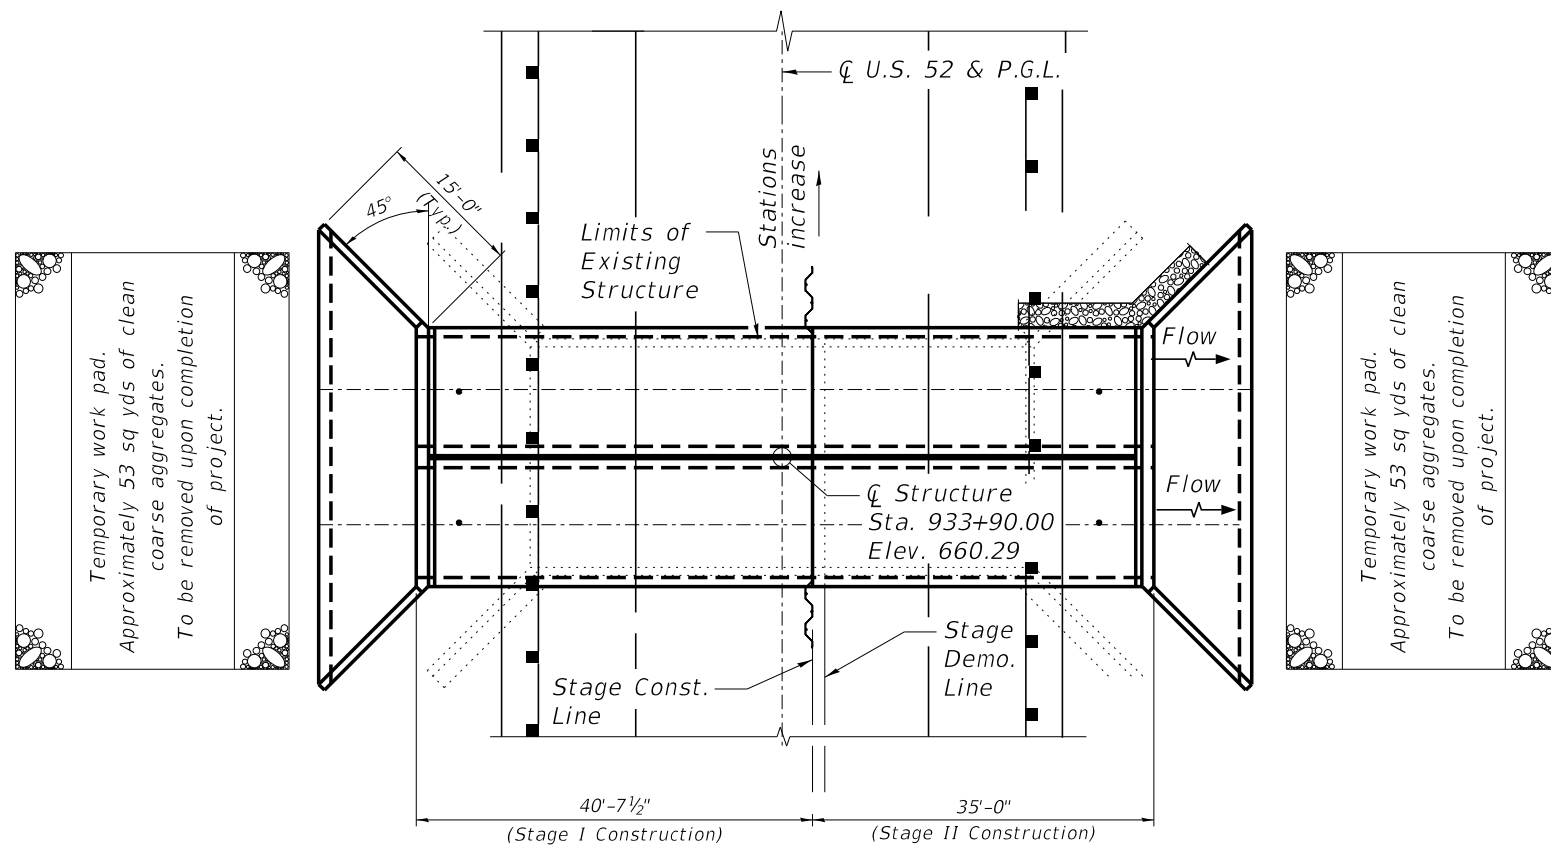 ℄ U.S. 52 & P.G.L.
Stations
increase
15'-0"
(Typ.)
45°
Limits of
Existing
Structure
Temporary work pad.
Approximately 53 sq yds of clean
coarse aggregates.
To be removed upon completion
of project.
Flow
Flow
℄ Structure
Sta. 933+90.00
Elev. 660.29
Temporary work pad.
Approximately 53 sq yds of clean
coarse aggregates.
To be removed upon completion
of project.
Stage
Demo.
Line
Stage Const.
Line
40'-7½"
(Stage I Construction)
35'-0"
(Stage II Construction)